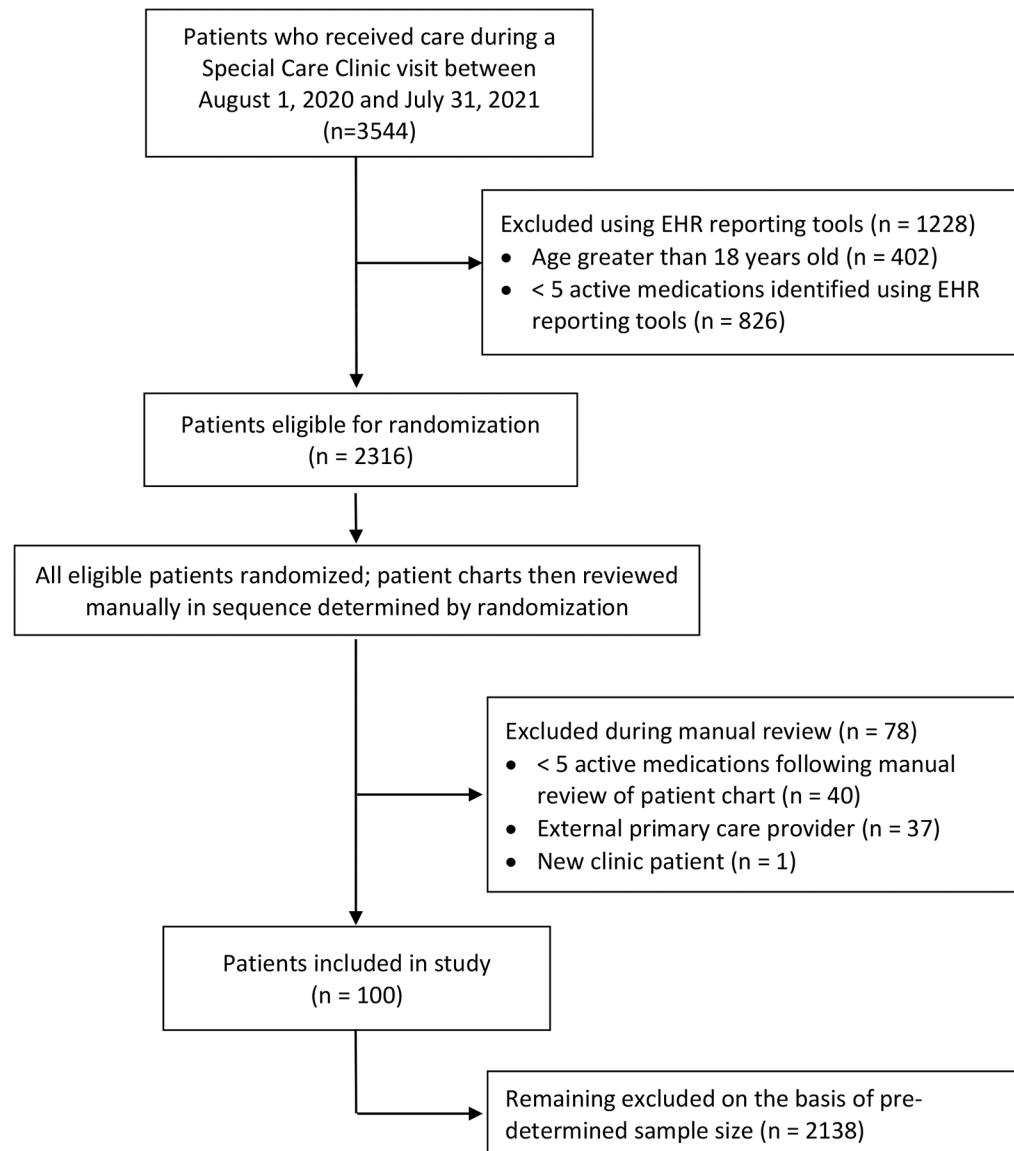 Patients who received care during a
Special Care Clinic visit between
August 1, 2020 and July 31, 2021
(n=3544)
Excluded using EHR reporting tools (n = 1228)
• Age greater than 18 years old (n = 402)
• < 5 active medications identified using EHR
reporting tools (n = 826)
Patients eligible for randomization
(n = 2316)
All eligible patients randomized; patient charts then reviewed
manually in sequence determined by randomization
Excluded during manual review (n = 78)
• < 5 active medications following manual
review of patient chart (n = 40)
• External primary care provider (n = 37)
• New clinic patient (n = 1)
Patients included in study
(n = 100)
Remaining excluded on the basis of pre-
determined sample size (n = 2138)